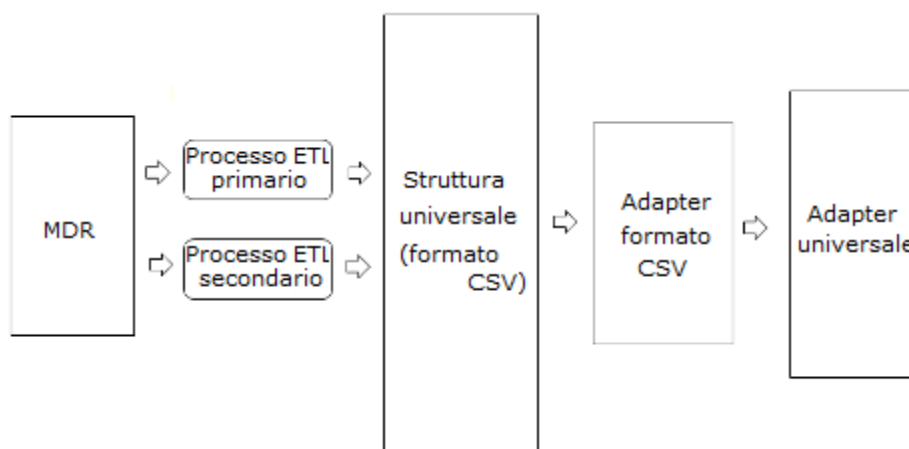 MDR
Processo ETL
primario
Processo ETL
secondario
Struttura
universale
(formato
CSV)
Adapter
formato
CSV
Adapter
universale